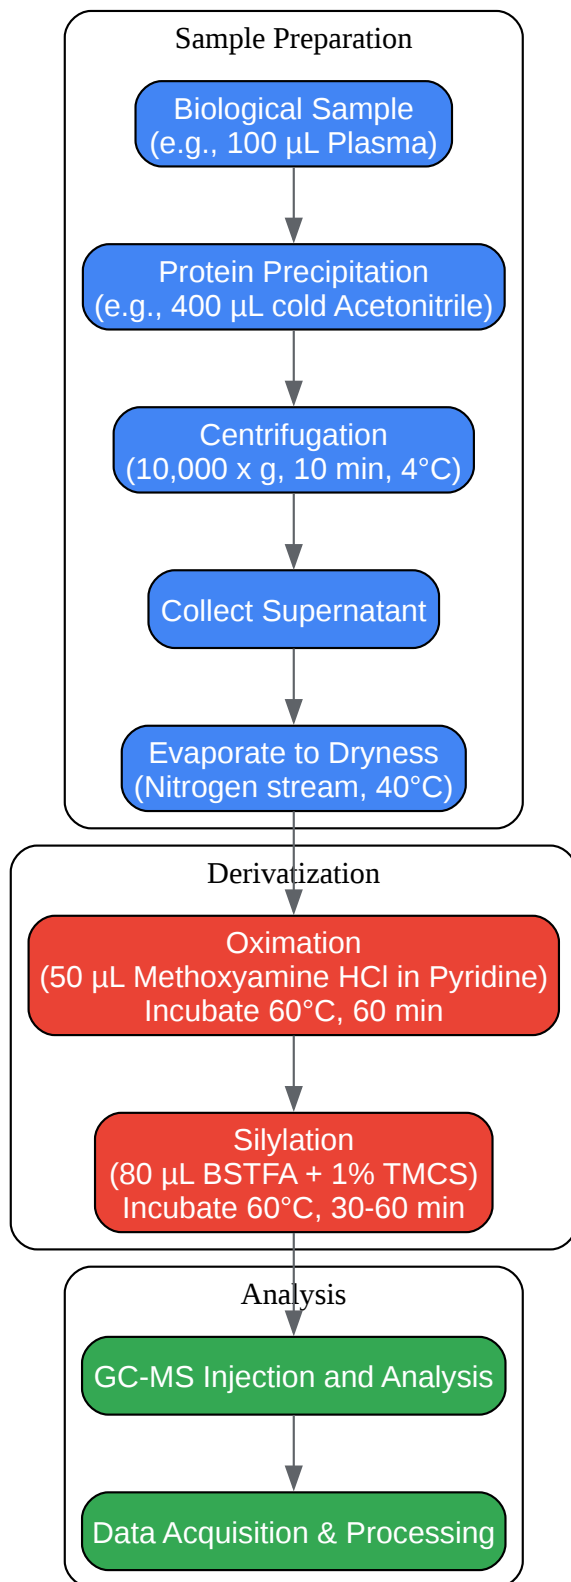 Sample Preparation
Biological Sample
(e.g., 100 µL Plasma)
Protein Precipitation
(e.g., 400 µL cold Acetonitrile)
Centrifugation
(10,000 x g, 10 min, 4°C)
Collect Supernatant
Evaporate to Dryness
(Nitrogen stream, 40°C)
Derivatization
Oximation
(50 µL Methoxyamine HCl in Pyridine)
Incubate 60°C, 60 min
Silylation
(80 µL BSTFA + 1% TMCS)
Incubate 60°C, 30-60 min
Analysis
GC-MS Injection and Analysis
Data Acquisition & Processing